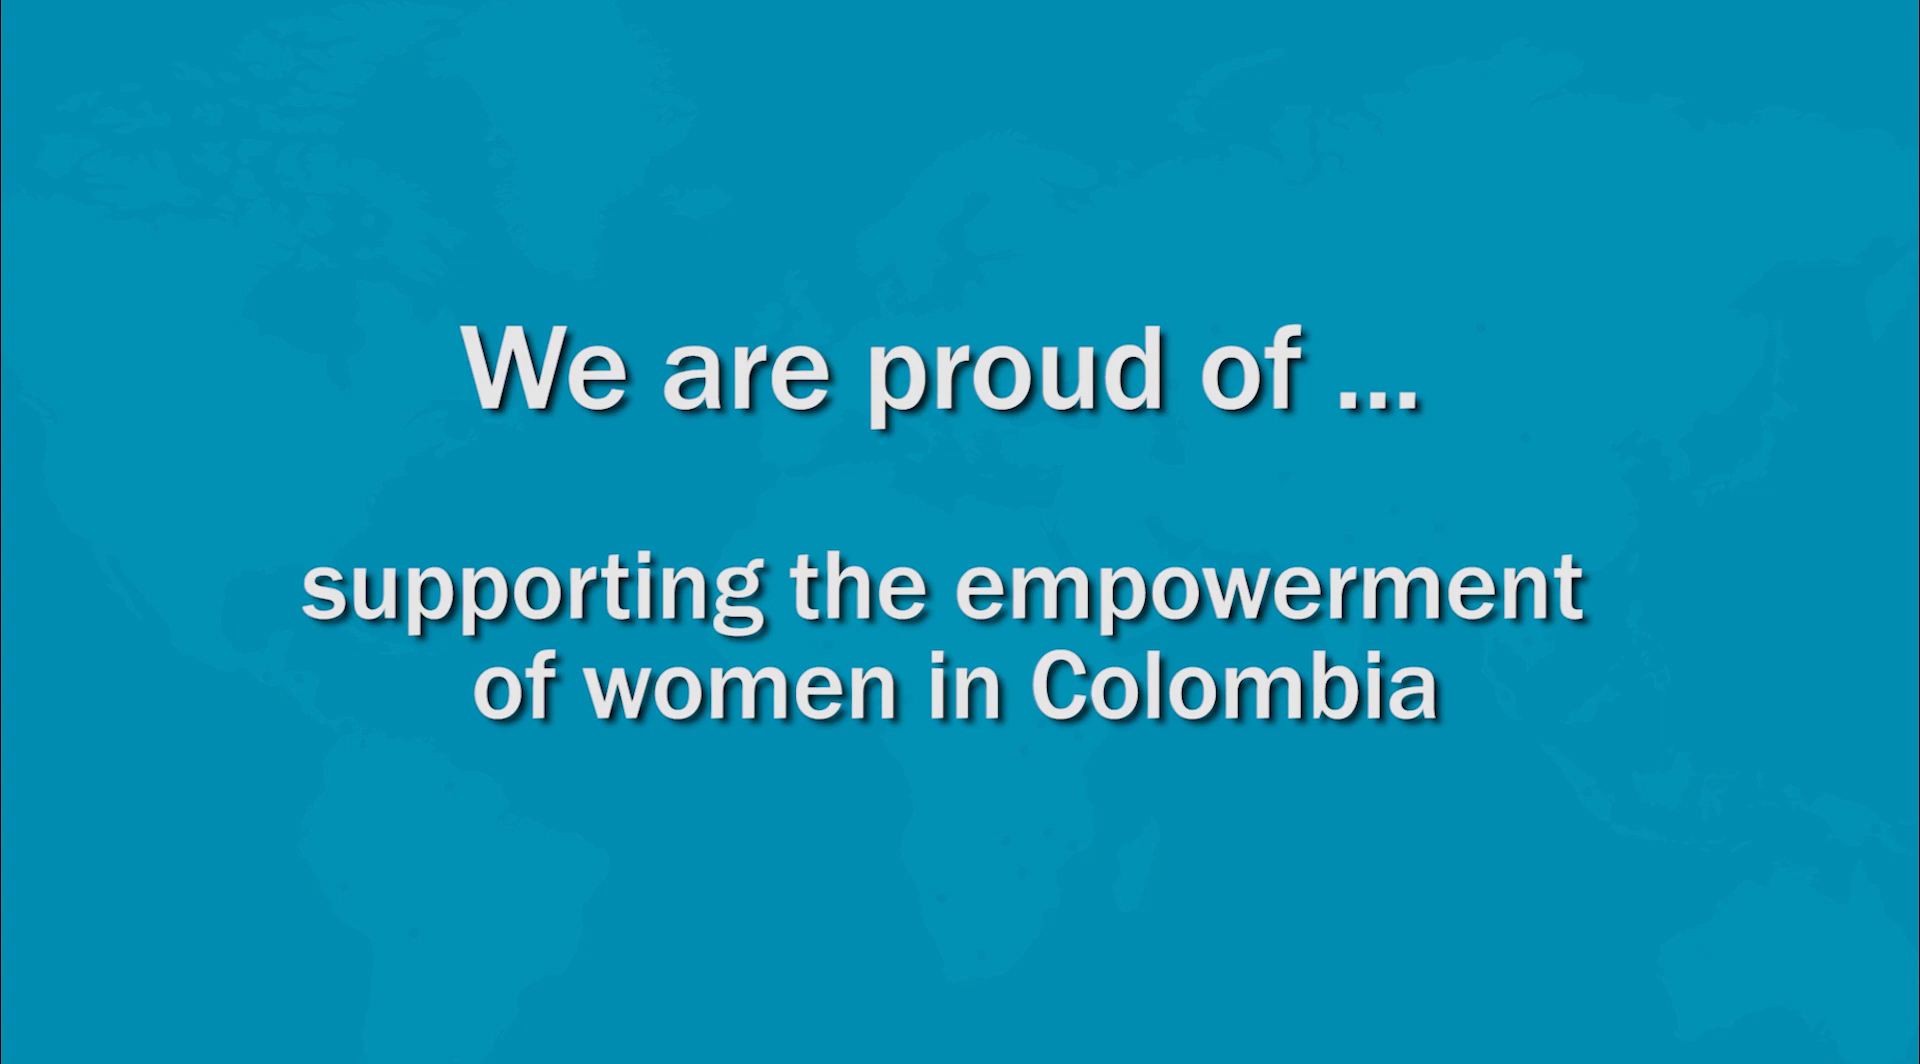 We are proud of ...
supporting the empowerment
of women in Colombia